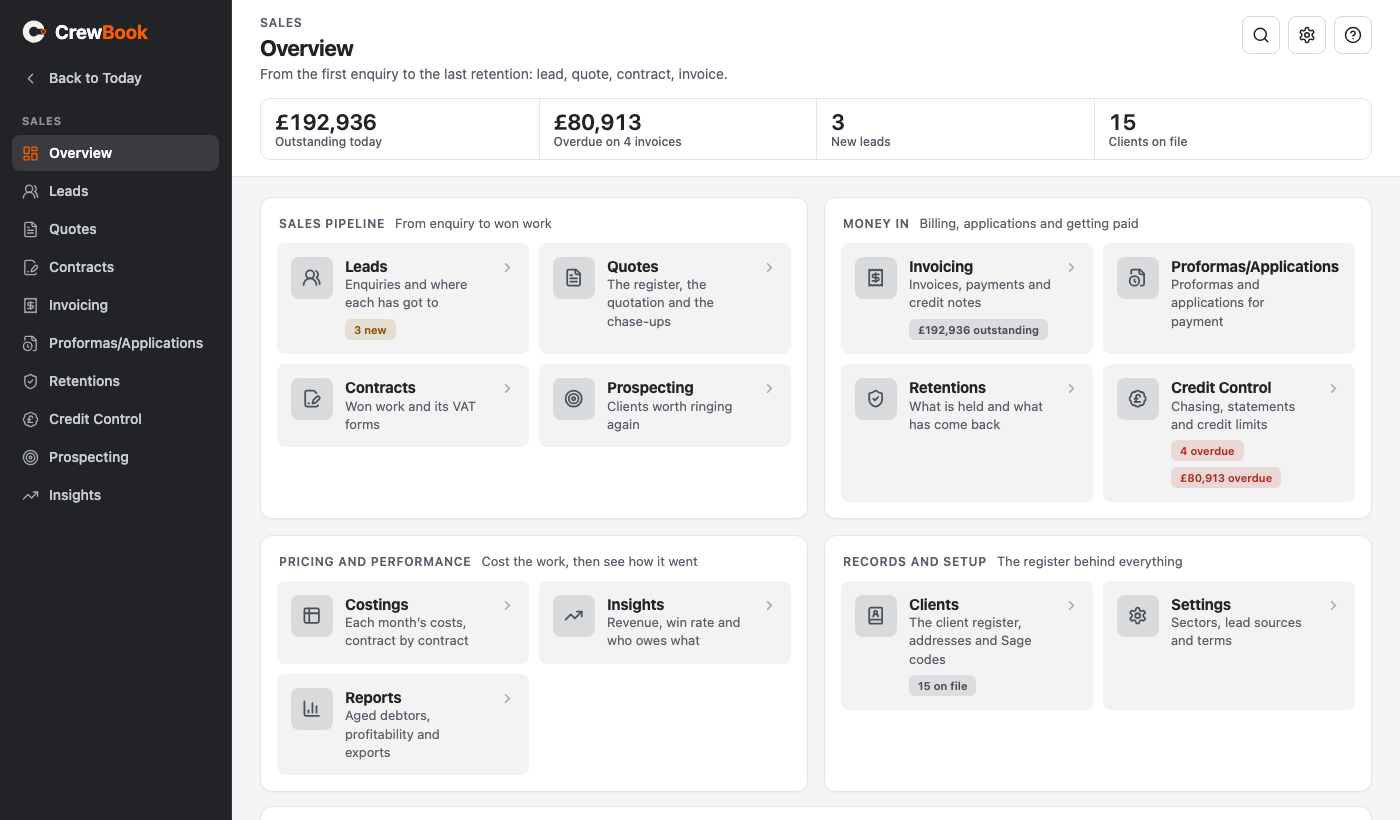 CrewBook
Back to Today
SALES
Overview
Leads
Quotes
Contracts
Invoicing
Proformas/Applications
Retentions
Credit Control
Prospecting
Insights
SALES
Overview
From the first enquiry to the last retention: lead, quote, contract, invoice.
£192,936
Outstanding today
£80,913
Overdue on 4 invoices
3
New leads
15
Clients on file
SALES PIPELINE From enquiry to won work
Leads
Enquiries and where
each has got to
3 new
Quotes
The register, the
quotation and the
chase-ups
Contracts
Won work and its VAT
forms
Prospecting
Clients worth ringing
again
MONEY IN Billing, applications and getting paid
Invoicing
Invoices, payments and
credit notes
£192,936 outstanding
Proformas/Applications
Proformas and
applications for
payment
Retentions
What is held and what
has come back
Credit Control
Chasing, statements
and credit limits
4 overdue
£80,913 overdue
PRICING AND PERFORMANCE Cost the work, then see how it went
Costings
Each month's costs,
contract by contract
Insights
Revenue, win rate and
who owes what
Reports
Aged debtors,
profitability and
exports
RECORDS AND SETUP The register behind everything
Clients
The client register,
addresses and Sage
codes
15 on file
Settings
Sectors, lead sources
and terms